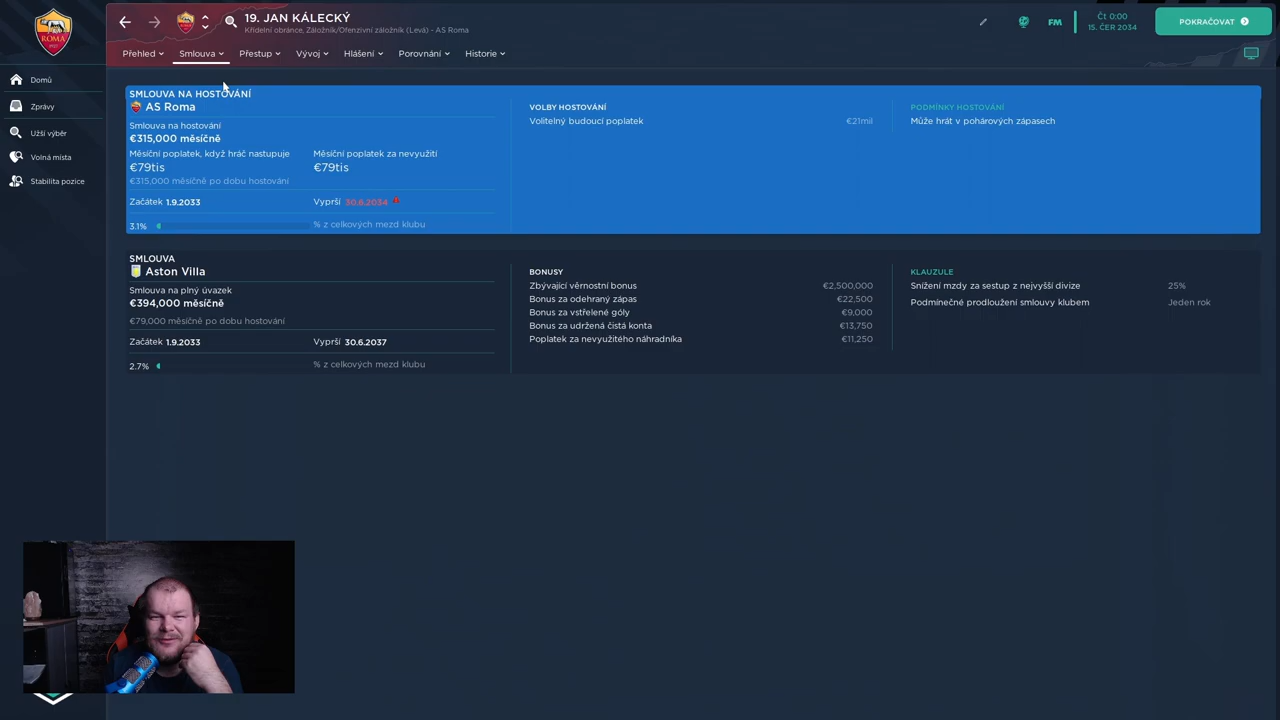 19. JAN KÁLECKÝ
Křídelní obránce, Záložník/Ofenzivní záložník (Levá) - AS Roma
FM
Čt 0:00
15. ČER 2034
POKRAČOVAT
ROMA
Přehled
Smlouva
Přestup
Vývoj
Hlášení
Porovnání
Historie
Domů
Zprávy
Užší výběr
Volná místa
Stabilita pozice
SMLOUVA NA HOSTOVÁNÍ
AS Roma
Smlouva na hostování
€315,000 měsíčně
Měsíční poplatek, když hráč nastupuje
Měsíční poplatek za nevyužití
€79tis
€79tis
€315,000 měsíčně po dobu hostování
Začátek 1.9.2033
Vyprší 30.6.2034
3.1%
% z celkových mezd klubu
VOLBY HOSTOVÁNÍ
Volitelný budoucí poplatek €21mil
PODMÍNKY HOSTOVÁNÍ
Může hrát v pohárových zápasech
SMLOUVA
Aston Villa
Smlouva na plný úvazek
€394,000 měsíčně
€79,000 měsíčně po dobu hostování
Začátek 1.9.2033
Vyprší 30.6.2037
2.7%
% z celkových mezd klubu
BONUSY
Zbývající věrnostní bonus €2,500,000
Bonus za odehraný zápas €22,500
Bonus za vstřelené góly €9,000
Bonus za udržená čistá konta €13,750
Poplatek za nevyužitého náhradníka €11,250
KLAUZULE
Snížení mzdy za sestup z nejvyšší divize 25%
Podmínečné prodloužení smlouvy klubem Jeden rok